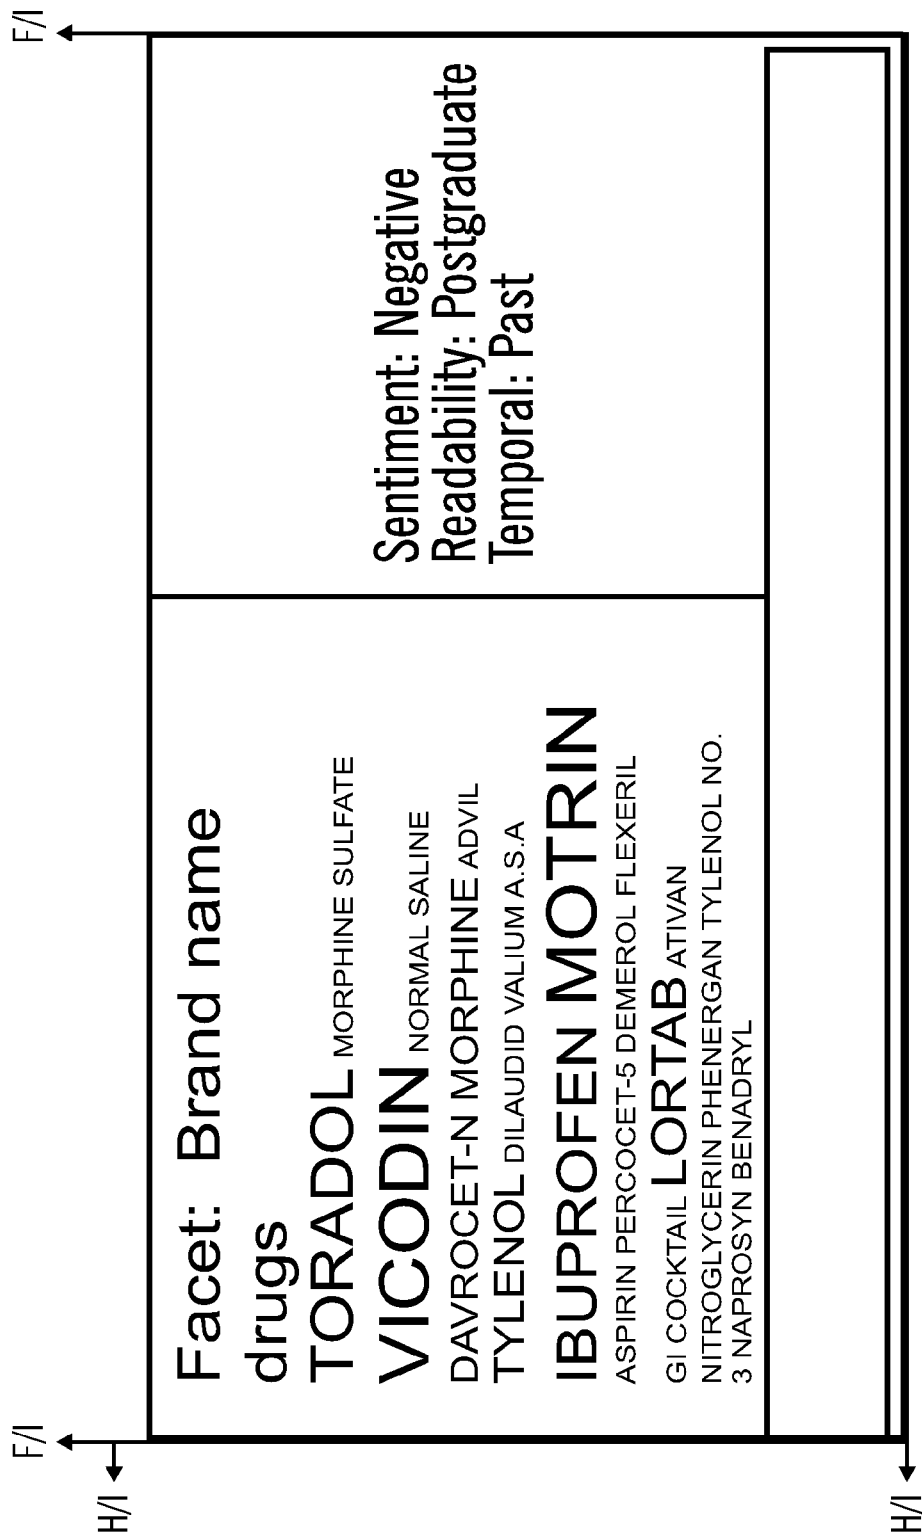 F/I
F/I
Facet: Brand name
drugs
TORADOL MORPHINE SULFATE
VICODIN NORMAL SALINE
DAVROCET-N MORPHINE ADVIL
TYLENOL DILAUDID VALIUM A.S.A
IBUPROFEN MOTRIN
ASPIRIN PERCOCET-5 DEMEROL FLEXERIL
GI COCKTAIL LORTAB ATIVAN
NITROGLYCERIN PHENERGAN TYLENOL NO.
3 NAPROSYN BENADRYL
Sentiment: Negative
Readability: Postgraduate
Temporal: Past
H/I
H/I